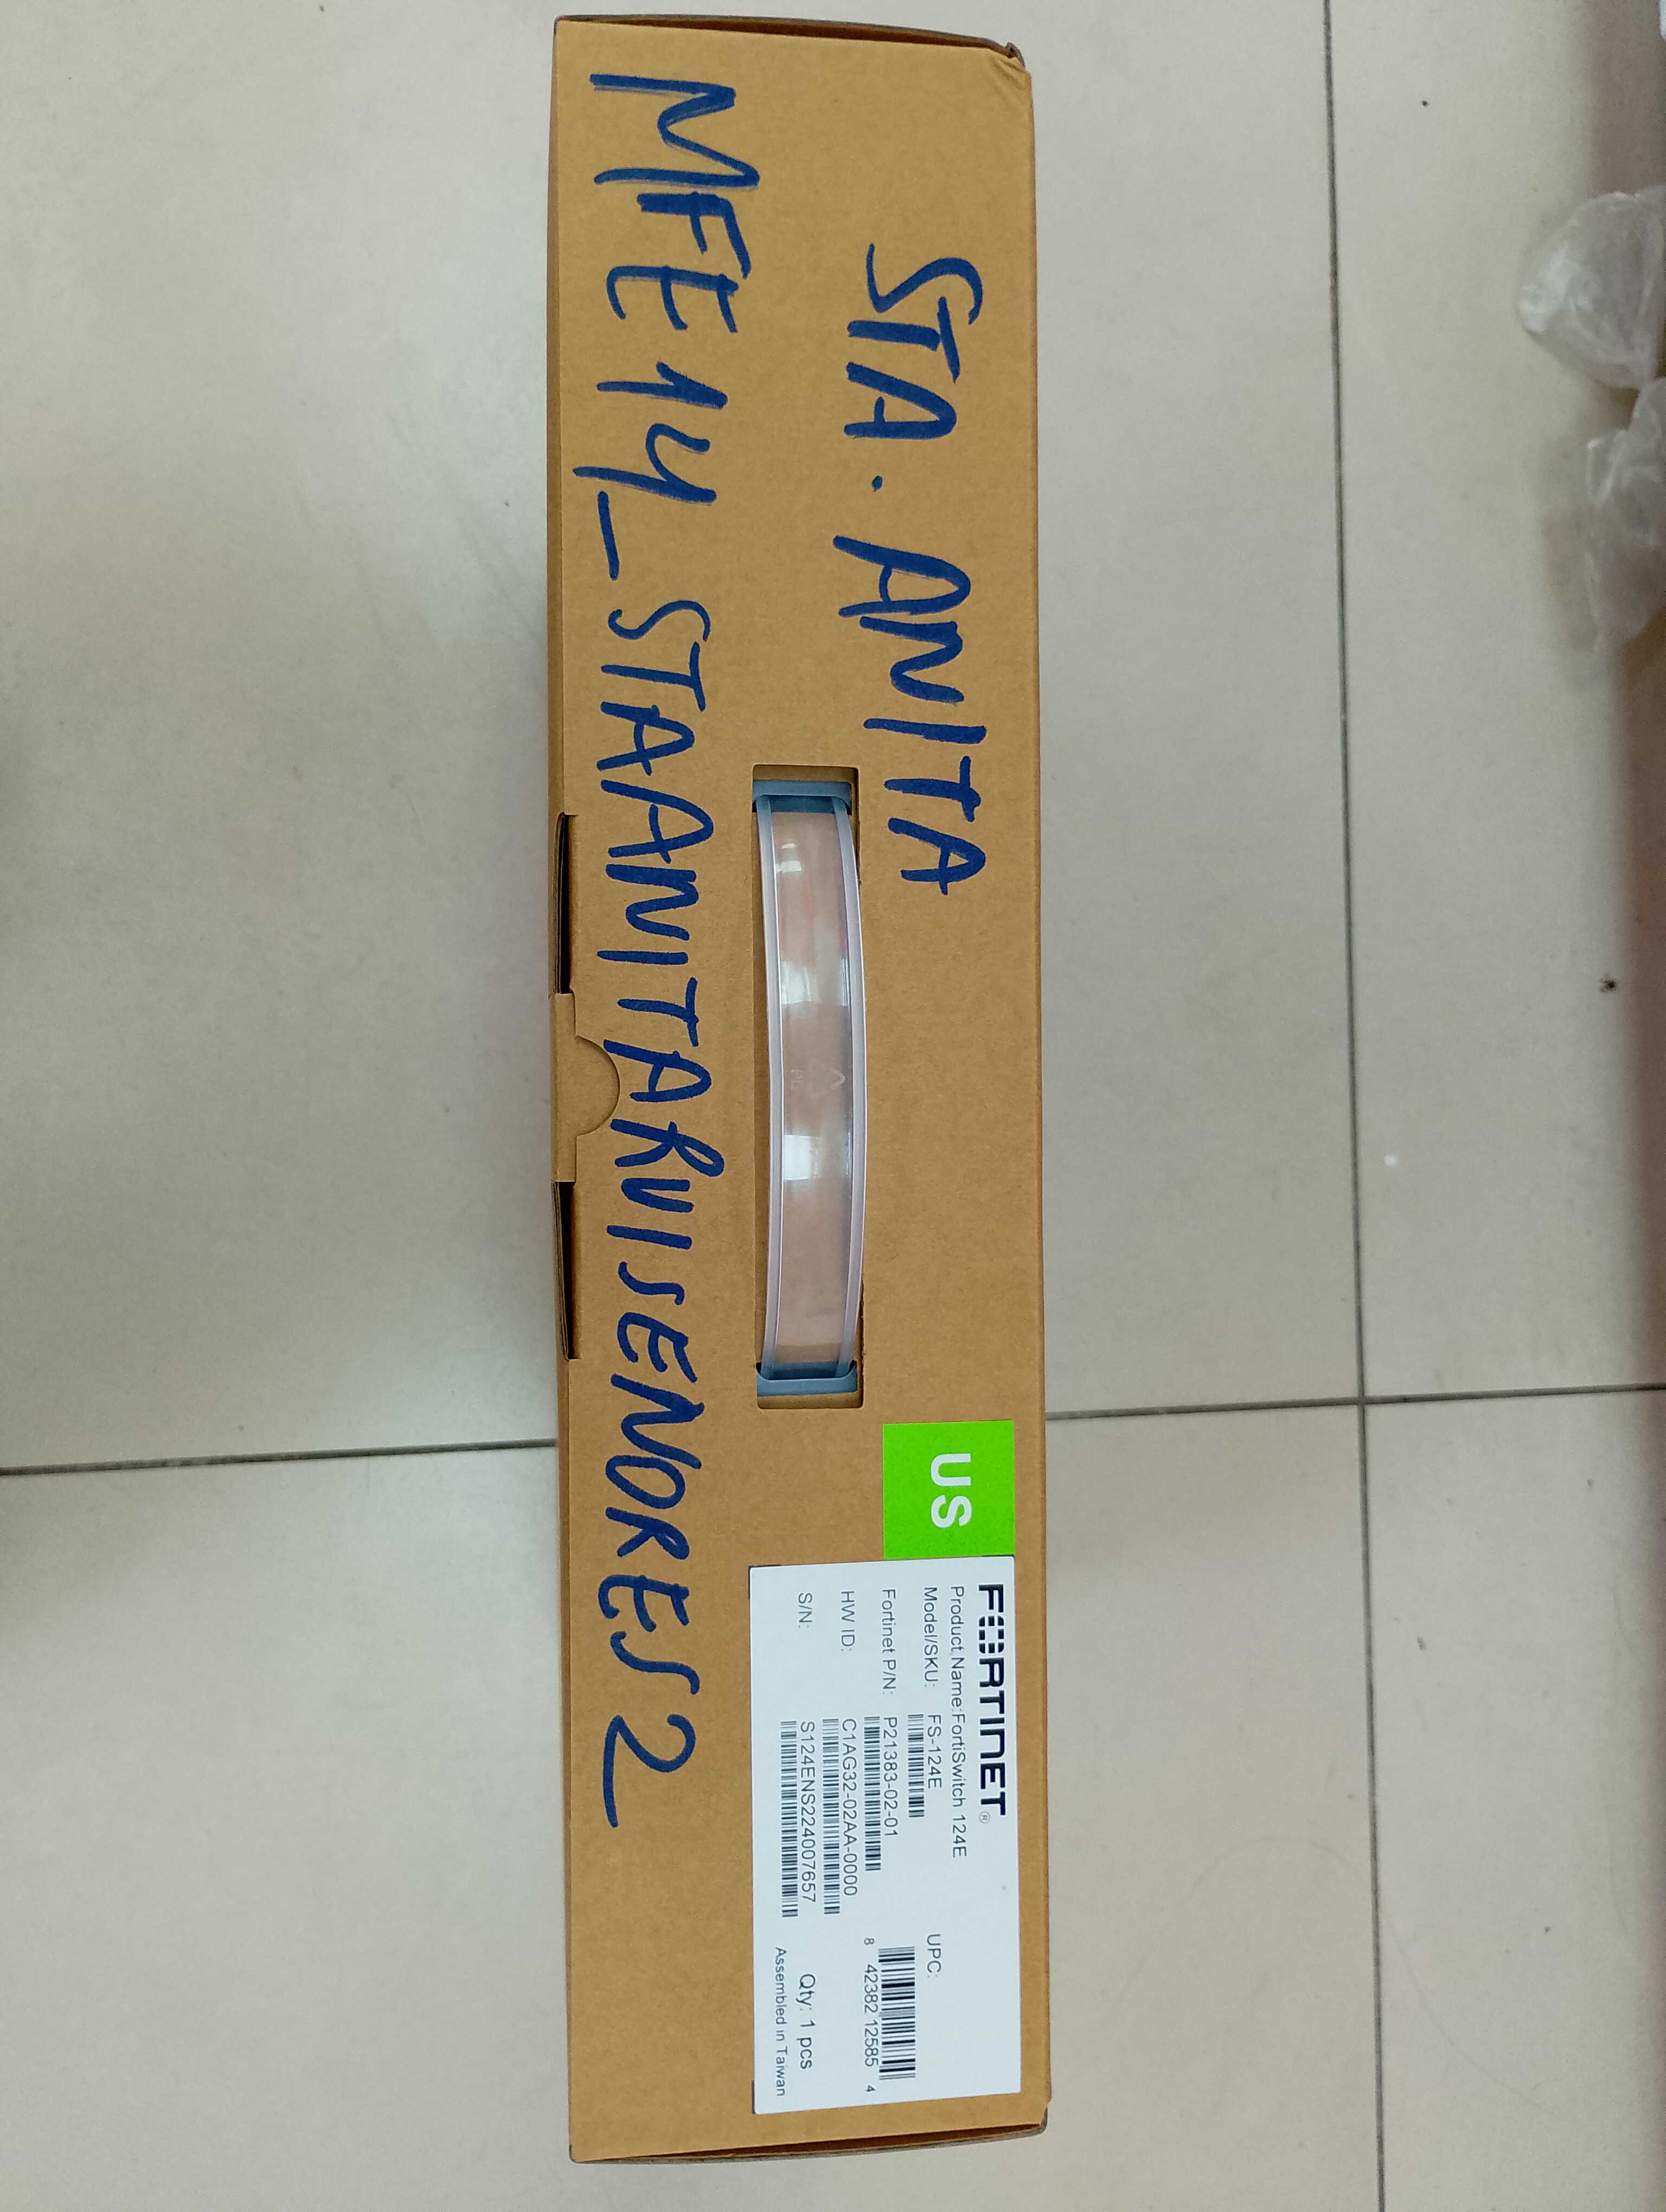 STA. ANITA
MFE14_STAANITARUISENORES2
US
FORTINET®
Product Name: FortiSwitch 124E
Model/SKU: FS-124E
Fortinet P/N: P21383-02-01
HW ID: C1AG32-02AA-0000
S/N: S124ENS224007657
UPC:
8 42382 12585 4
Qty: 1 pcs
Assembled in Taiwan